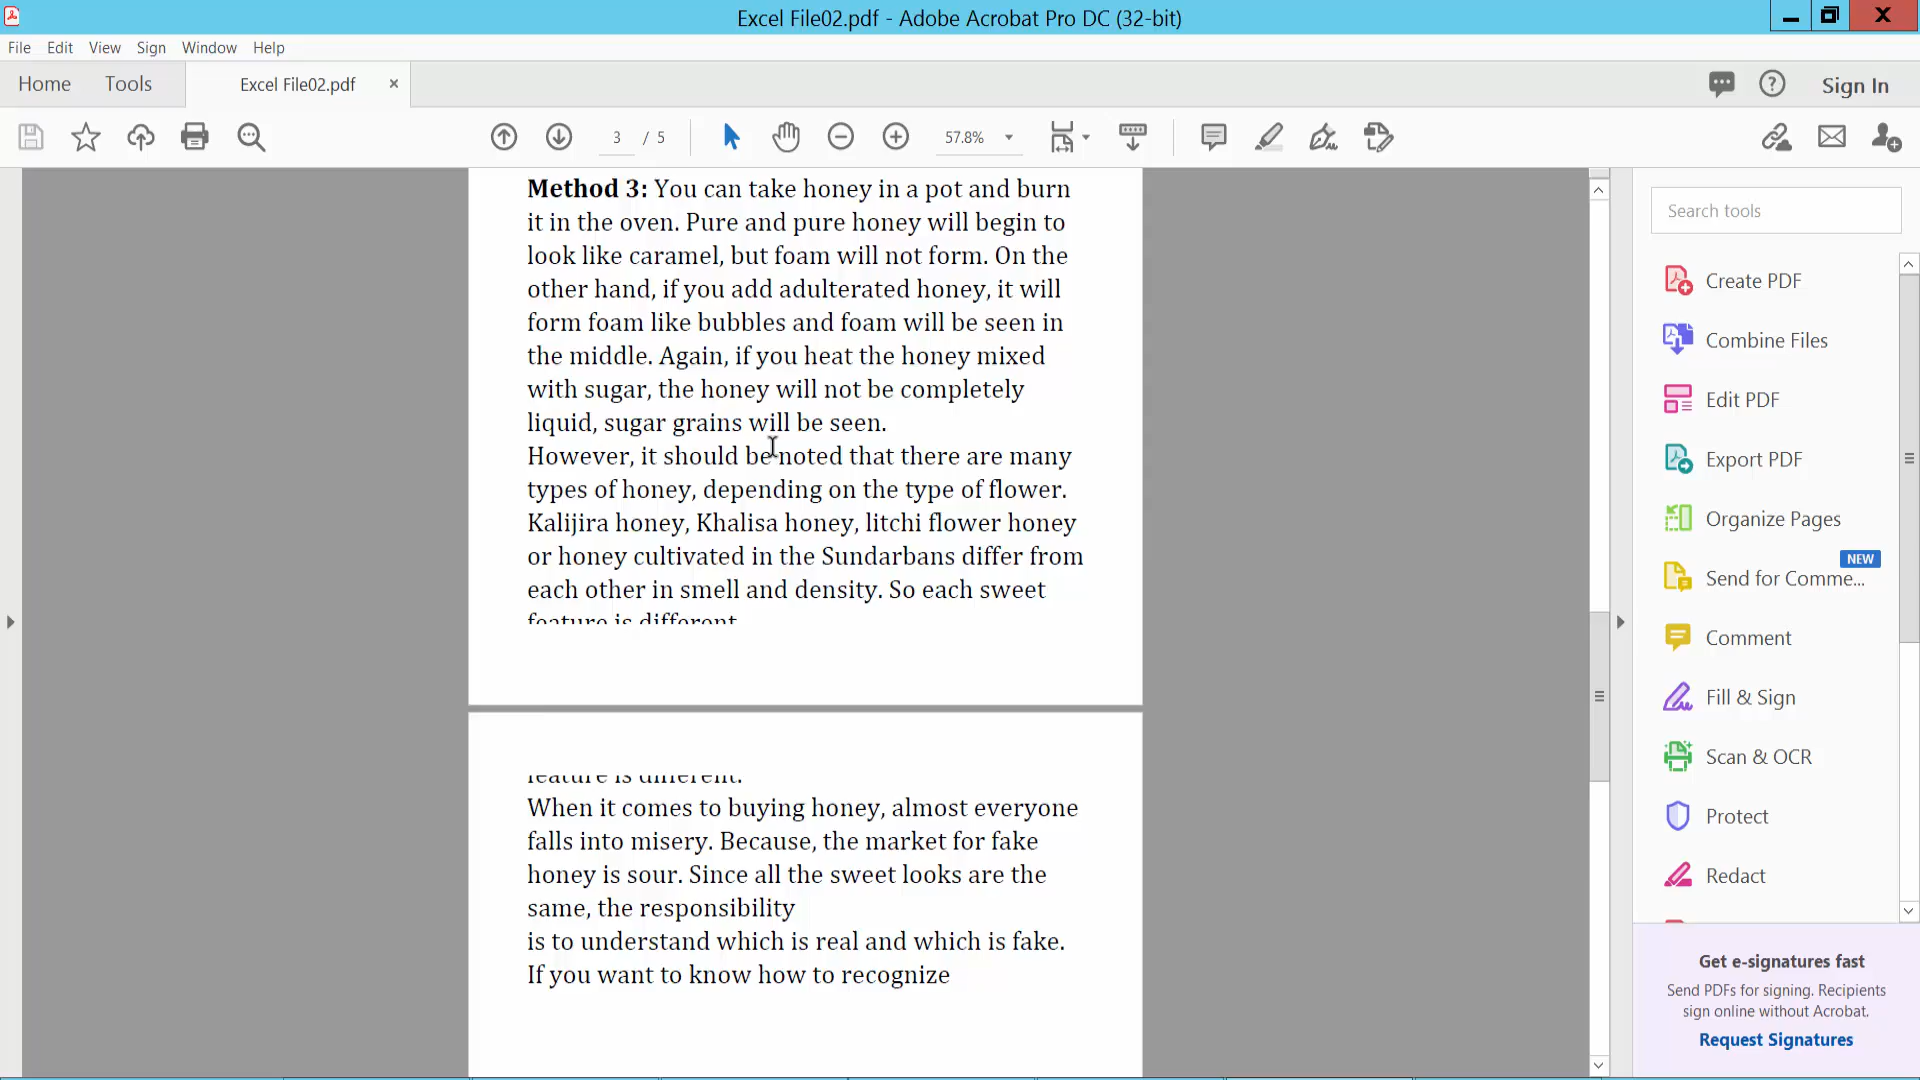 Excel File02.pdf - Adobe Acrobat Pro DC (32-bit)
File Edit View Sign Window Help
Home Tools Excel File02.pdf × Sign In
3 / 5 57.8%
Method 3: You can take honey in a pot and burn
it in the oven. Pure and pure honey will begin to
look like caramel, but foam will not form. On the
other hand, if you add adulterated honey, it will
form foam like bubbles and foam will be seen in
the middle. Again, if you heat the honey mixed
with sugar, the honey will not be completely
liquid, sugar grains will be seen.
However, it should be noted that there are many
types of honey, depending on the type of flower.
Kalijira honey, Khalisa honey, litchi flower honey
or honey cultivated in the Sundarbans differ from
each other in smell and density. So each sweet
feature is different
feature is different.
When it comes to buying honey, almost everyone
falls into misery. Because, the market for fake
honey is sour. Since all the sweet looks are the
same, the responsibility
is to understand which is real and which is fake.
If you want to know how to recognize
Search tools
Create PDF
Combine Files
Edit PDF
Export PDF
Organize Pages
NEW
Send for Comme...
Comment
Fill & Sign
Scan & OCR
Protect
Redact
Get e-signatures fast
Send PDFs for signing. Recipients
sign online without Acrobat.
Request Signatures